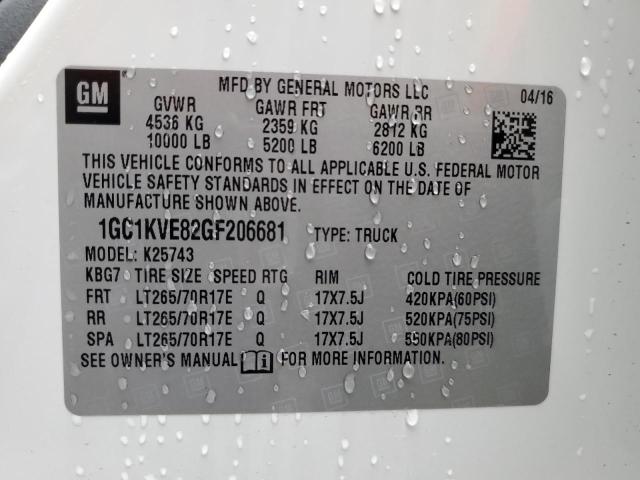 GM
MFD BY GENERAL MOTORS LLC 04/16
GVWR GAWR FRT GAWR RR
4536 KG 2359 KG 2812 KG
10000 LB 5200 LB 6200 LB
THIS VEHICLE CONFORMS TO ALL APPLICABLE U.S. FEDERAL MOTOR
VEHICLE SAFETY STANDARDS IN EFFECT ON THE DATE OF
MANUFACTURE SHOWN ABOVE.
1GC1KVE82GF206681 TYPE: TRUCK
MODEL: K25743
KBG7 TIRE SIZE SPEED RTG RIM COLD TIRE PRESSURE
FRT LT265/70R17E Q 17X7.5J 420KPA(60PSI)
RR LT265/70R17E Q 17X7.5J 520KPA(75PSI)
SPA LT265/70R17E Q 17X7.5J 550KPA(80PSI)
SEE OWNER'S MANUAL FOR MORE INFORMATION.